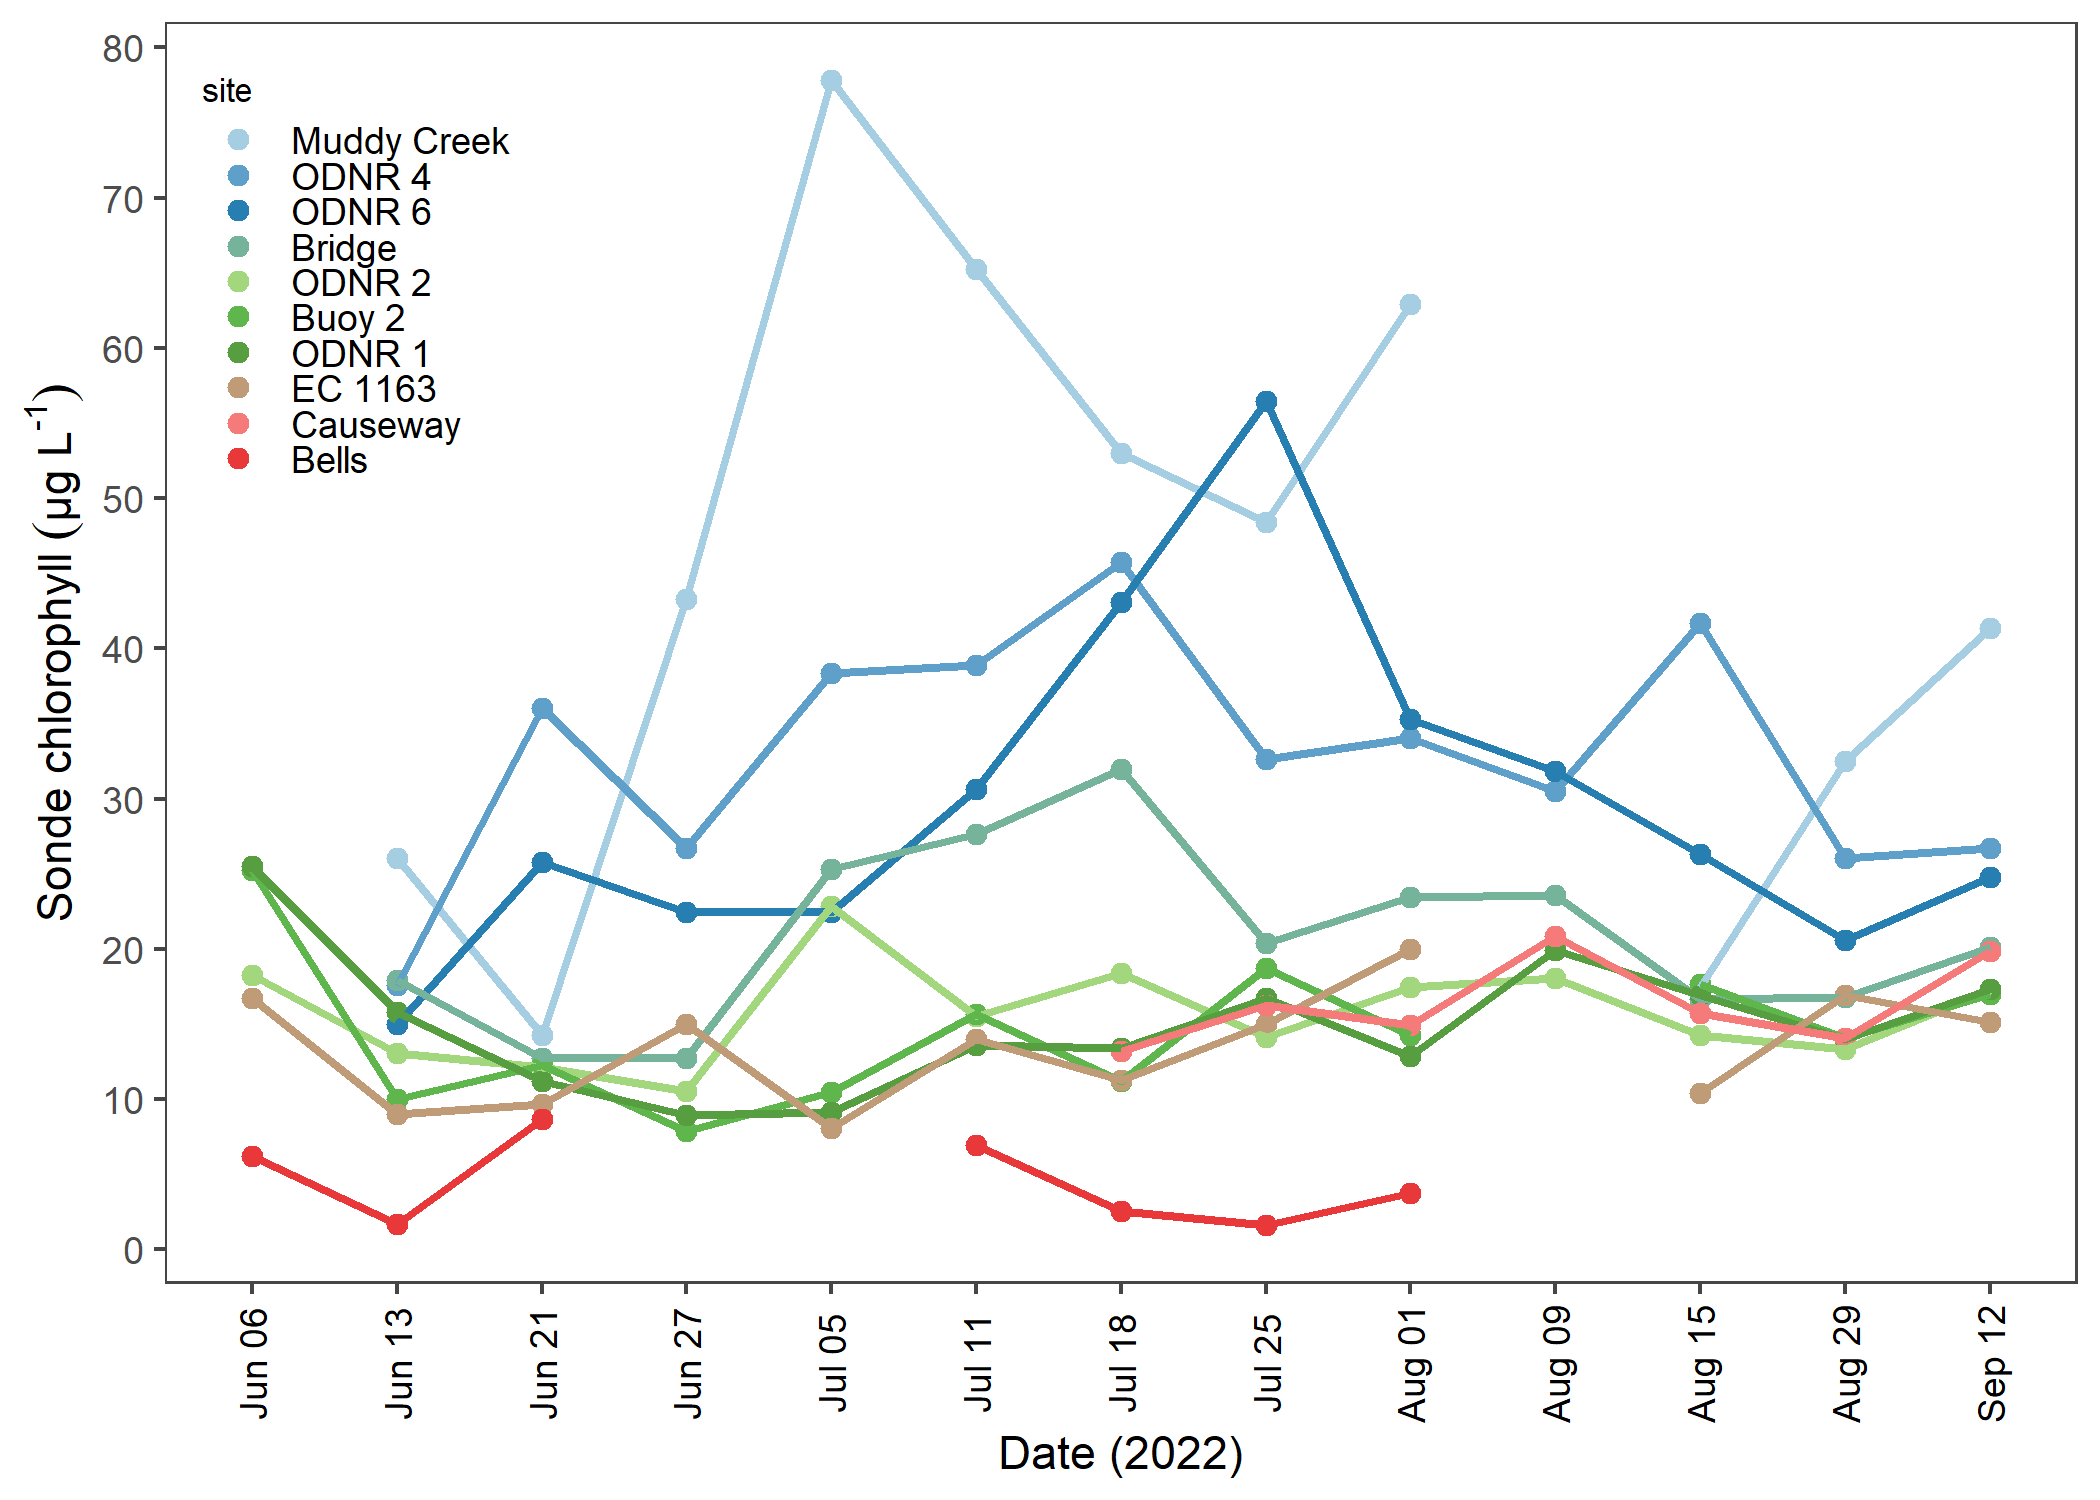 site
Muddy Creek
ODNR 4
ODNR 6
Bridge
ODNR 2
Buoy 2
ODNR 1
EC 1163
Causeway
Bells
Sonde chlorophyll (µg L⁻¹)
80
70
60
50
40
30
20
10
0
Jun 06
Jun 13
Jun 21
Jun 27
Jul 05
Jul 11
Jul 18
Jul 25
Aug 01
Aug 09
Aug 15
Aug 29
Sep 12
Date (2022)